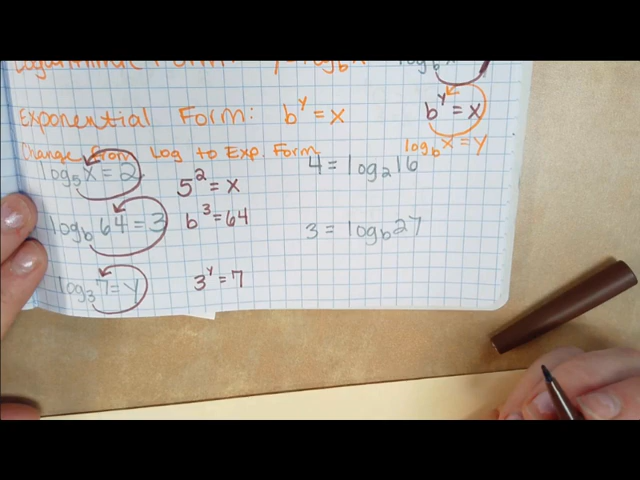 Exponential Form: b^y = x
b^y = x
log_b x = y
Change from Log to Exp. Form
log_5 x = 2
5^2 = x
4 = log_2 16
log_b 64 = 3
b^3 = 64
3 = log_b 27
log_3 7 = y
3^y = 7